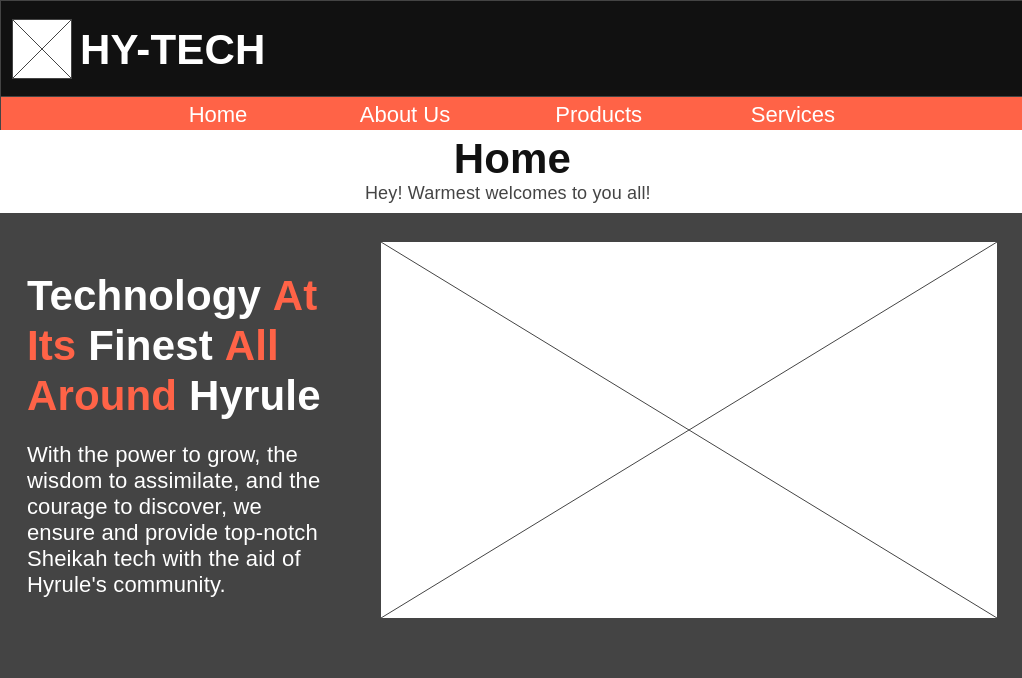 HY-TECH
Home About Us Products Services
Home
Hey! Warmest welcomes to you all!
Technology At
Its Finest All
Around Hyrule
With the power to grow, the
wisdom to assimilate, and the
courage to discover, we
ensure and provide top-notch
Sheikah tech with the aid of
Hyrule's community.